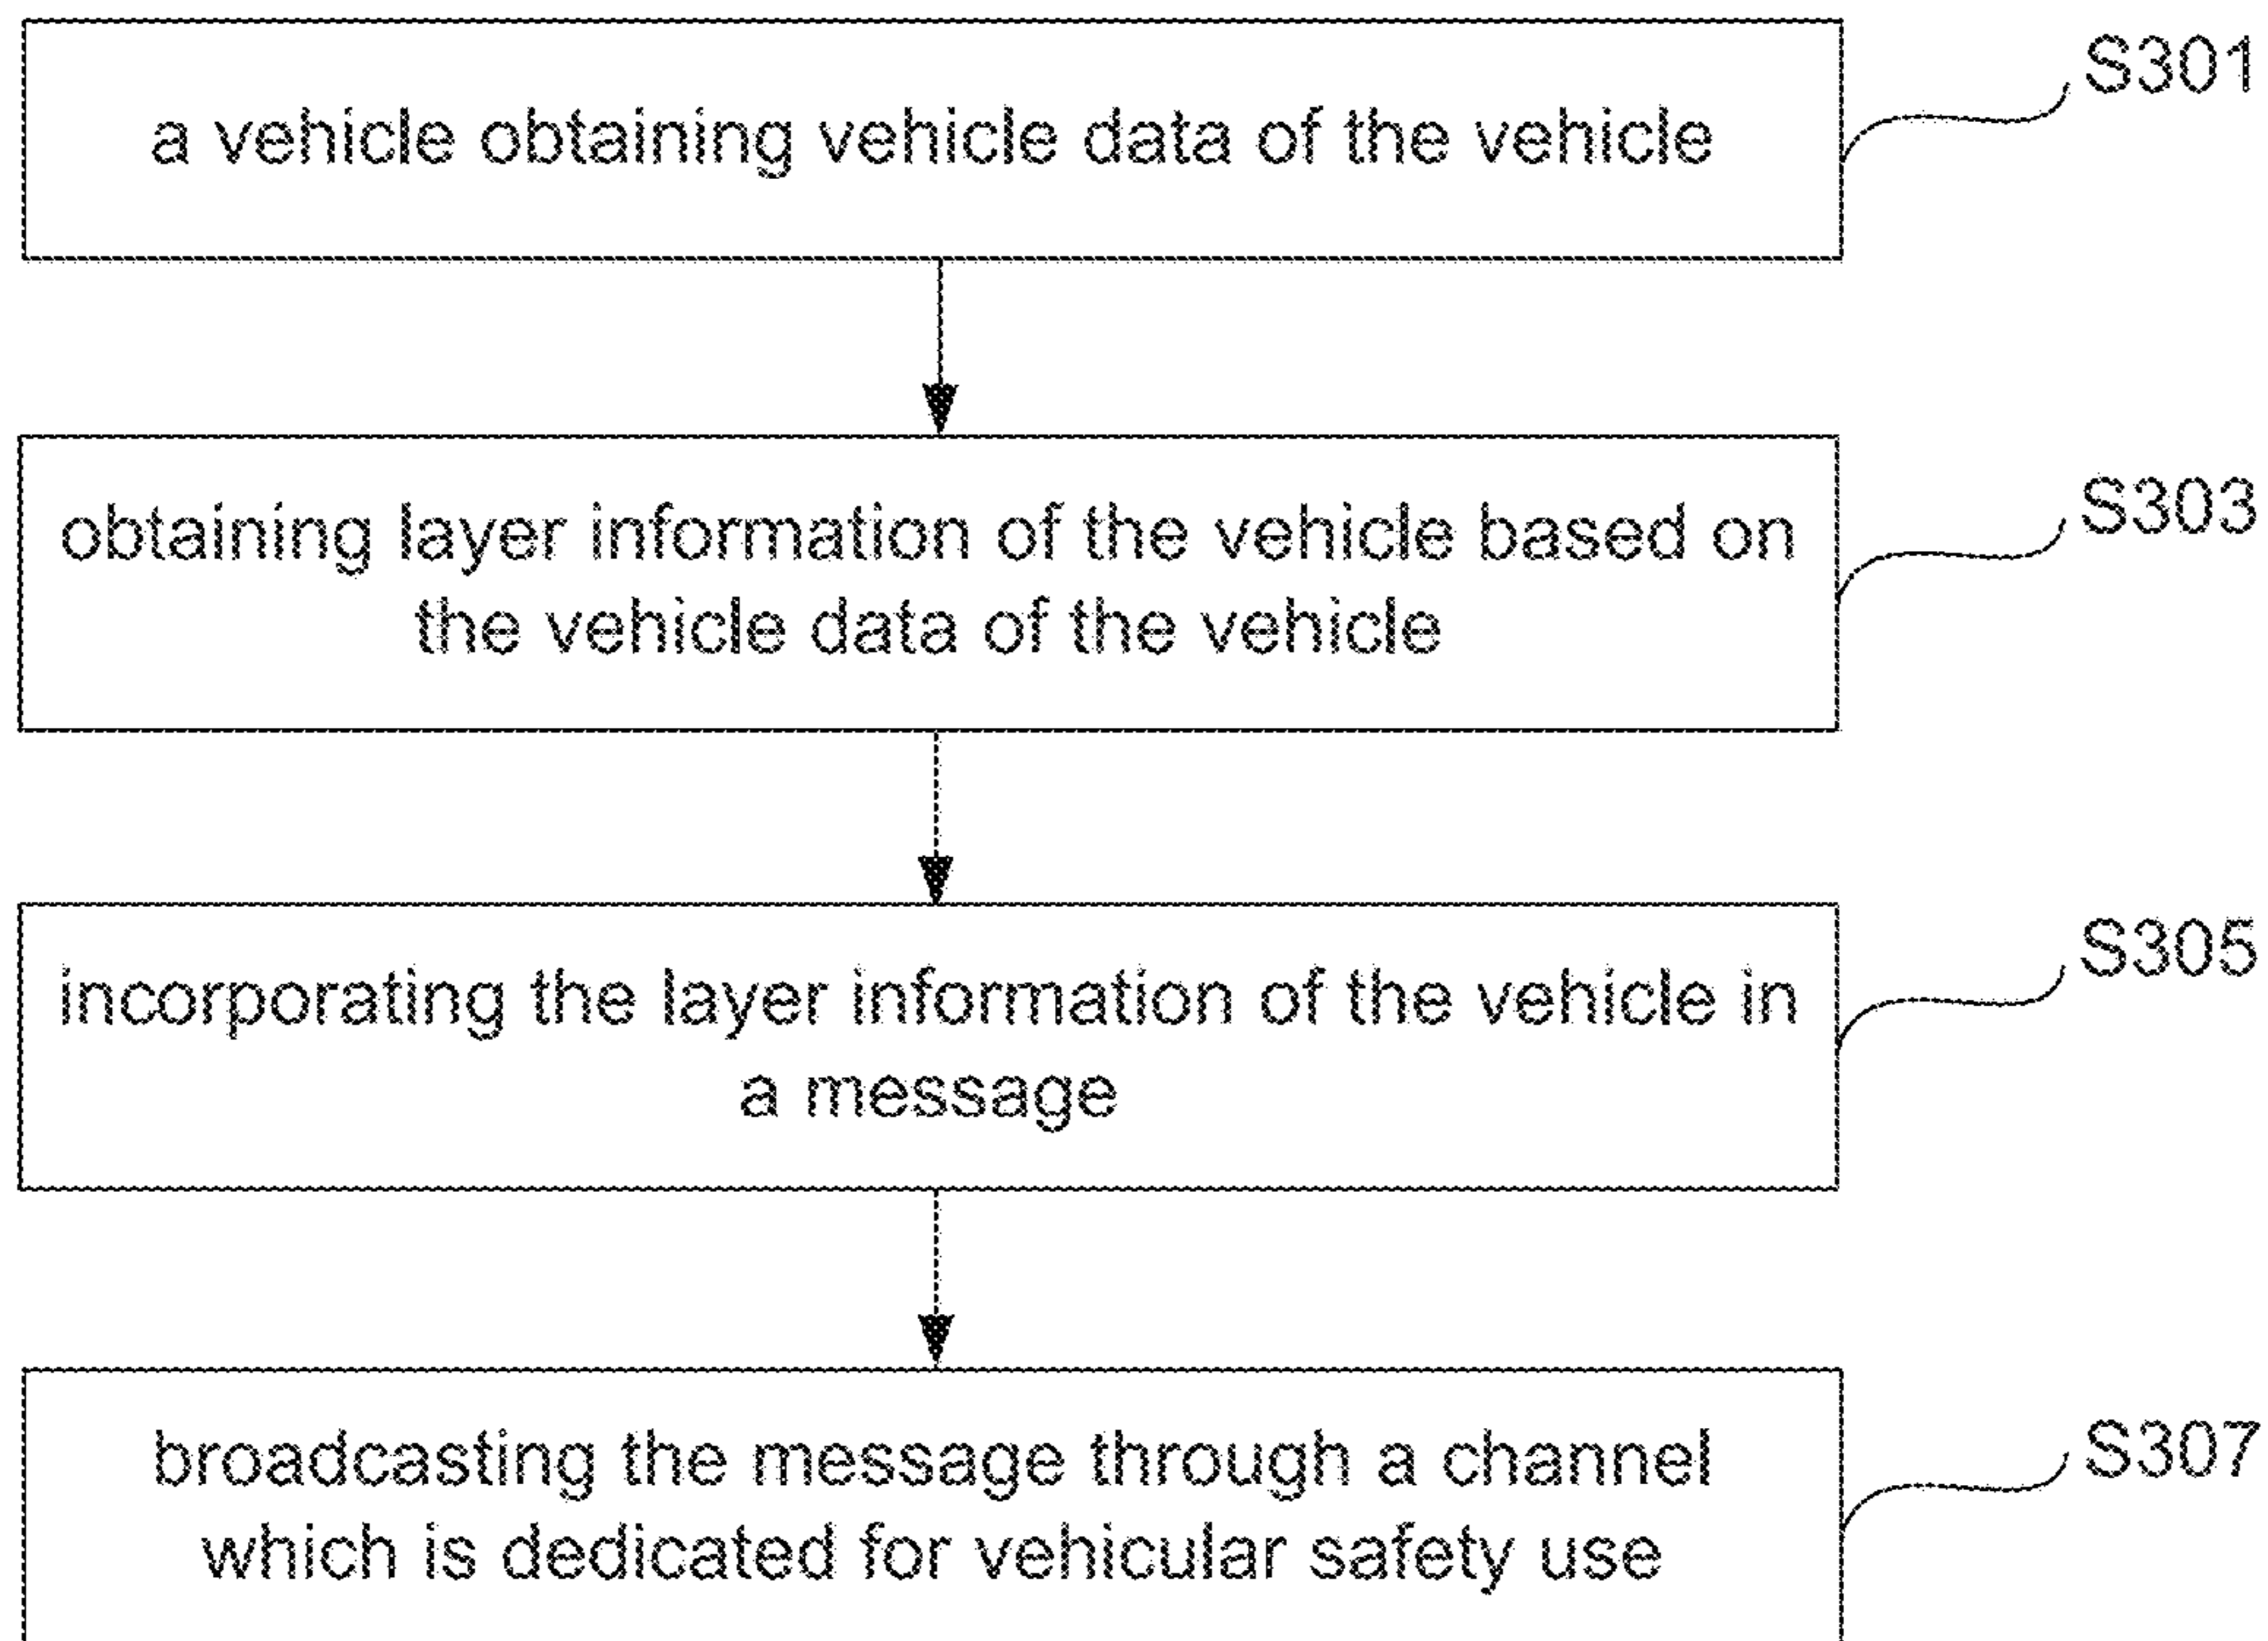 a vehicle obtaining vehicle data of the vehicle
S301
obtaining layer information of the vehicle based on
the vehicle data of the vehicle
S303
incorporating the layer information of the vehicle in
a message
S305
broadcasting the message through a channel
which is dedicated for vehicular safety use
S307